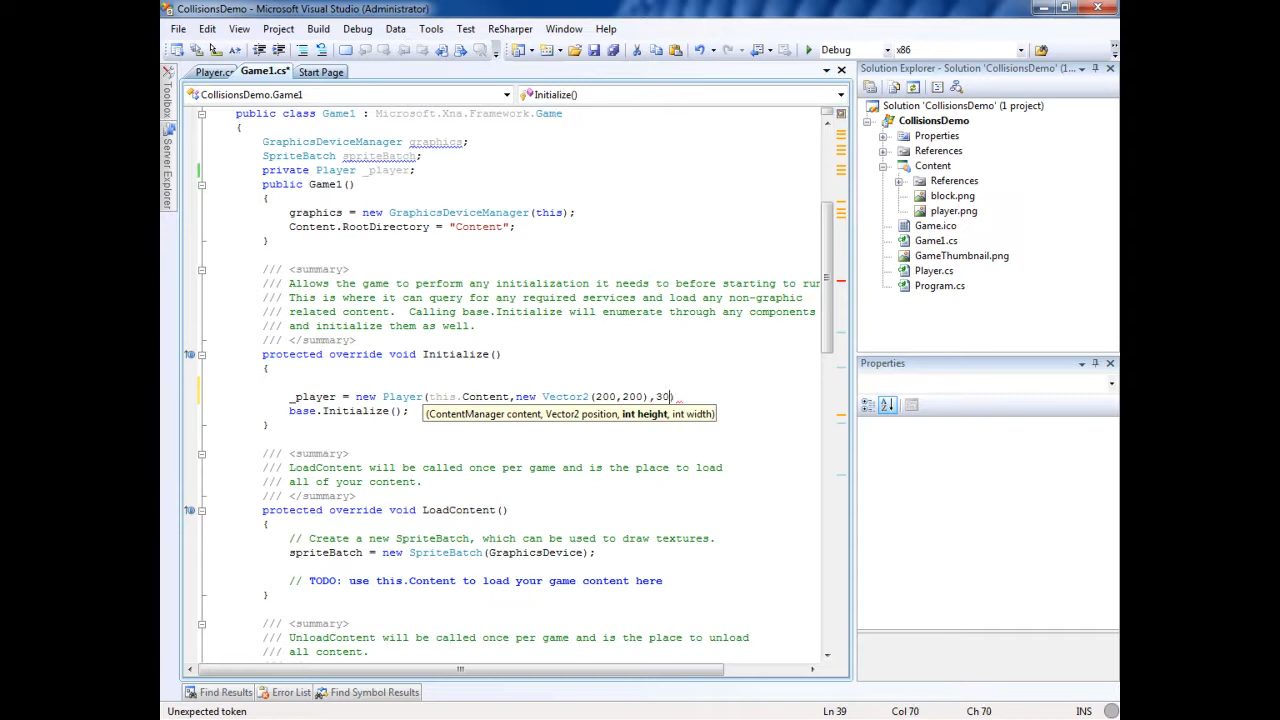 CollisionsDemo - Microsoft Visual Studio (Administrator)
File Edit View Project Build Debug Data Tools Test ReSharper Window Help
Debug x86
Player.cs Game1.cs* Start Page
CollisionsDemo.Game1 Initialize()
Toolbox
Server Explorer
public class Game1 : Microsoft.Xna.Framework.Game
{
GraphicsDeviceManager graphics;
SpriteBatch spriteBatch;
private Player _player;
public Game1()
{
graphics = new GraphicsDeviceManager(this);
Content.RootDirectory = "Content";
}
/// <summary>
/// Allows the game to perform any initialization it needs to before starting to run
/// This is where it can query for any required services and load any non-graphic
/// related content.  Calling base.Initialize will enumerate through any components
/// and initialize them as well.
/// </summary>
protected override void Initialize()
{
_player = new Player(this.Content,new Vector2(200,200),30)
base.Initialize();
(ContentManager content, Vector2 position, int height, int width)
}
/// <summary>
/// LoadContent will be called once per game and is the place to load
/// all of your content.
/// </summary>
protected override void LoadContent()
{
// Create a new SpriteBatch, which can be used to draw textures.
spriteBatch = new SpriteBatch(GraphicsDevice);
// TODO: use this.Content to load your game content here
}
/// <summary>
/// UnloadContent will be called once per game and is the place to unload
/// all content.
Solution Explorer - Solution 'CollisionsDemo' (1...
Solution 'CollisionsDemo' (1 project)
CollisionsDemo
Properties
References
Content
References
block.png
player.png
Game.ico
Game1.cs
GameThumbnail.png
Player.cs
Program.cs
Properties
Find Results Error List Find Symbol Results
Unexpected token Ln 39 Col 70 Ch 70 INS